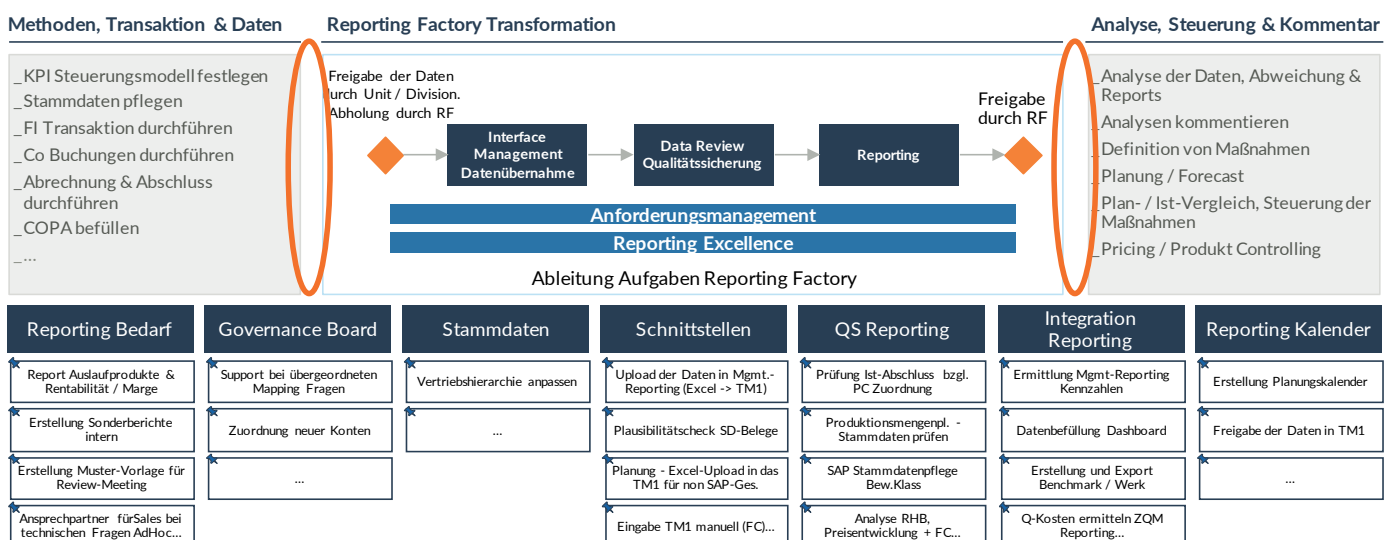 Methoden, Transaktion & Daten
Reporting Factory Transformation
Analyse, Steuerung & Kommentar
_KPI Steuerungsmodell festlegen
_Stammdaten pflegen
_FI Transaktion durchführen
_Co Buchungen durchführen
_Abrechnung & Abschluss
durchführen
_COPA befüllen
_...
Freigabe der Daten
durch Unit / Division.
Abholung durch RF
Interface
Management
Datenübernahme
Data Review
Qualitätssicherung
Reporting
Freigabe
durch RF
Anforderungsmanagement
Reporting Excellence
Ableitung Aufgaben Reporting Factory
_Analyse der Daten, Abweichung &
Reports
_Analysen kommentieren
_Definition von Maßnahmen
_Planung / Forecast
_Plan- / Ist-Vergleich, Steuerung der
Maßnahmen
_Pricing / Produkt Controlling
Reporting Bedarf
Report Auslaufprodukte &
Rentabilität / Marge
Erstellung Sonderberichte
intern
Erstellung Muster-Vorlage für
Review-Meeting
Ansprechpartner fürSales bei
technischen Fragen AdHoc...
Governance Board
Support bei übergeordneten
Mapping Fragen
Zuordnung neuer Konten
...
Stammdaten
Vertriebshierarchie anpassen
...
Schnittstellen
Upload der Daten in Mgmt.-
Reporting (Excel -> TM1)
Plausibilitätscheck SD-Belege
Planung - Excel-Upload in das
TM1 für non SAP-Ges.
Eingabe TM1 manuell (FC)...
QS Reporting
Prüfung Ist-Abschluss bzgl.
PC Zuordnung
Produktionsmengenpl. -
Stammdaten prüfen
SAP Stammdatenpflege
Bew.Klass
Analyse RHB,
Preisentwicklung + FC...
Integration
Reporting
Ermittlung Mgmt-Reporting
Kennzahlen
Datenbefüllung Dashboard
Erstellung und Export
Benchmark / Werk
Q-Kosten ermitteln ZQM
Reporting...
Reporting Kalender
Erstellung Planungskalender
Freigabe der Daten in TM1
...